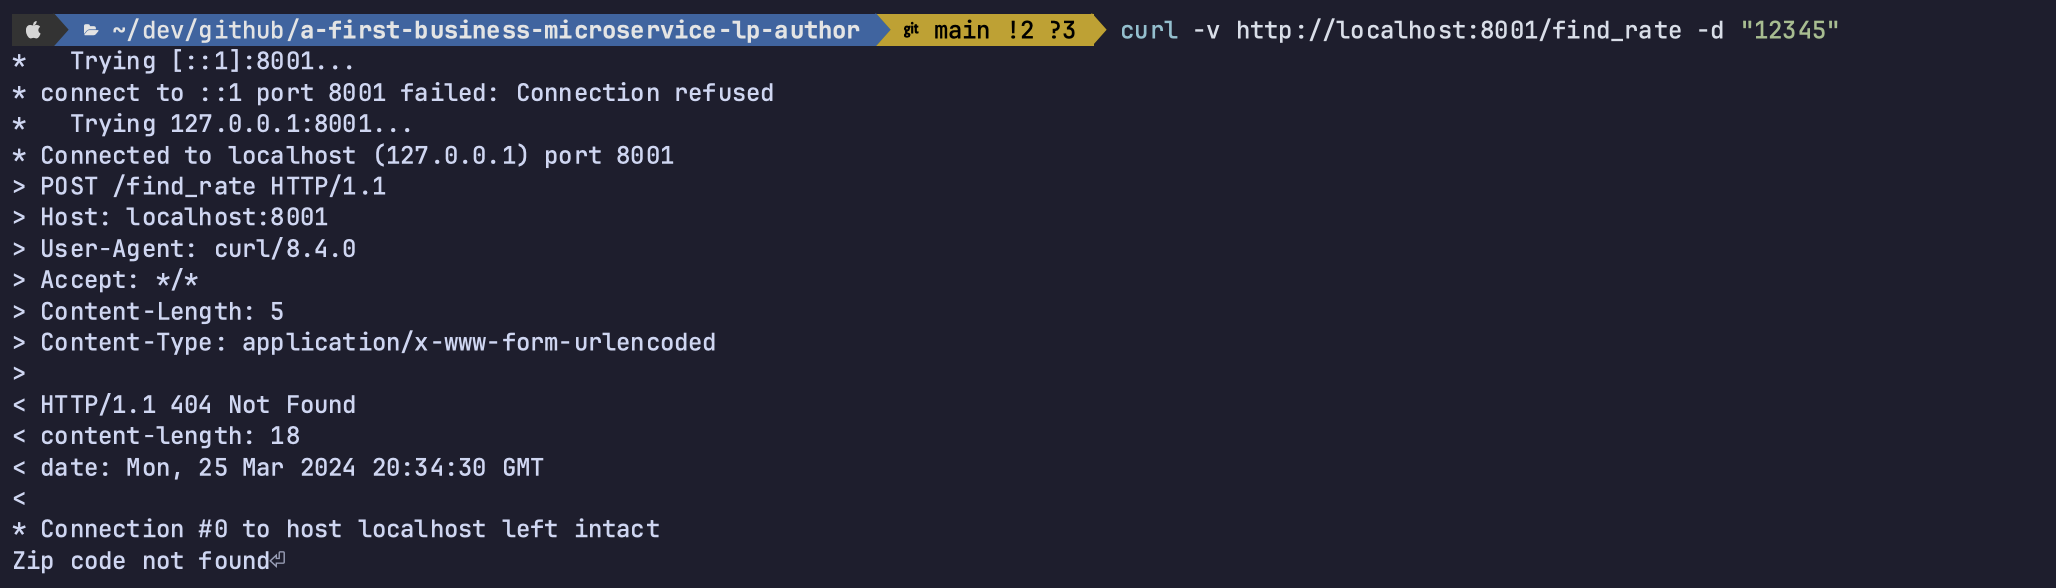 ~/dev/github/a-first-business-microservice-lp-author git main !2 ?3 curl -v http://localhost:8001/find_rate -d "12345"
*   Trying [::1]:8001...
* connect to ::1 port 8001 failed: Connection refused
*   Trying 127.0.0.1:8001...
* Connected to localhost (127.0.0.1) port 8001
> POST /find_rate HTTP/1.1
> Host: localhost:8001
> User-Agent: curl/8.4.0
> Accept: */*
> Content-Length: 5
> Content-Type: application/x-www-form-urlencoded
>
< HTTP/1.1 404 Not Found
< content-length: 18
< date: Mon, 25 Mar 2024 20:34:30 GMT
<
* Connection #0 to host localhost left intact
Zip code not found⏎